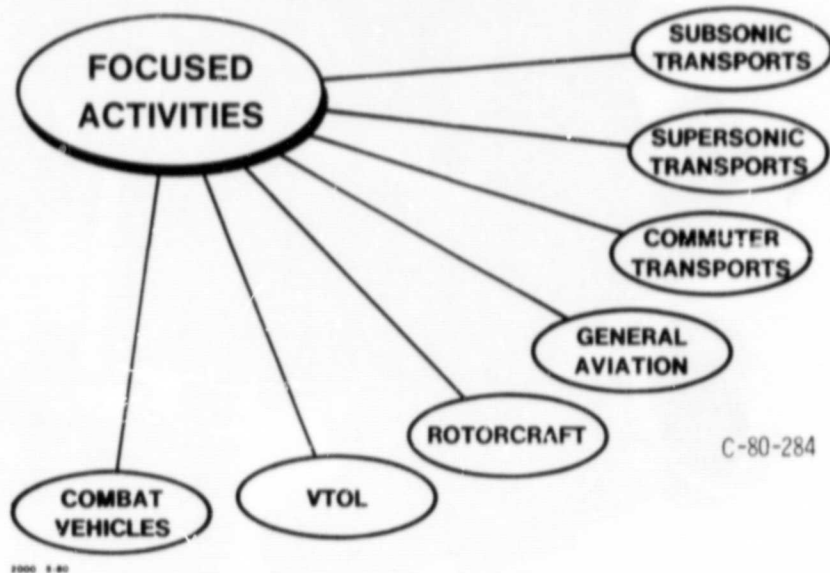 FOCUSED
ACTIVITIES
SUBSONIC
TRANSPORTS
SUPERSONIC
TRANSPORTS
COMMUTER
TRANSPORTS
GENERAL
AVIATION
ROTORCRAFT
C-80-284
VTOL
COMBAT
VEHICLES